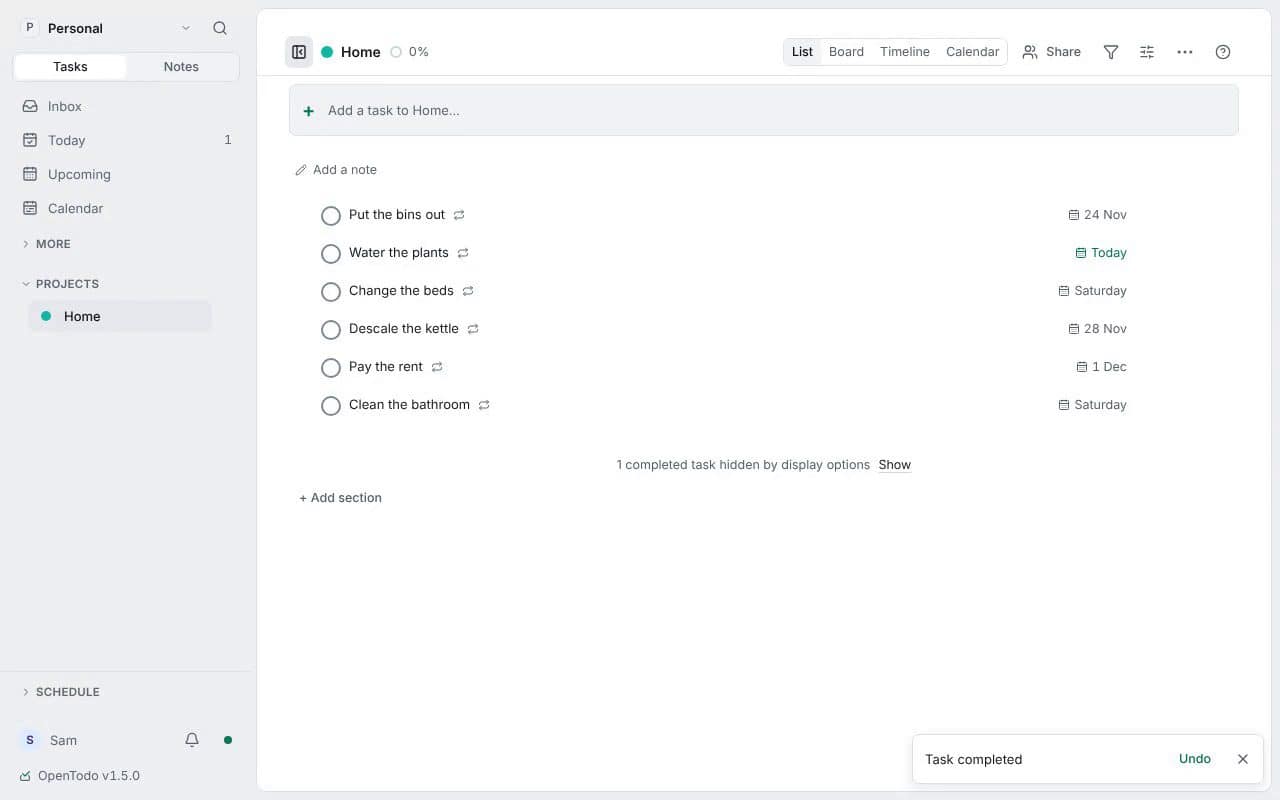 P Personal
Tasks Notes
Inbox
Today 1
Upcoming
Calendar
MORE
PROJECTS
Home
SCHEDULE
S Sam
OpenTodo v1.5.0
Home 0% List Board Timeline Calendar Share
+ Add a task to Home...
Add a note
Put the bins out 24 Nov
Water the plants Today
Change the beds Saturday
Descale the kettle 28 Nov
Pay the rent 1 Dec
Clean the bathroom Saturday
1 completed task hidden by display options Show
+ Add section
Task completed Undo